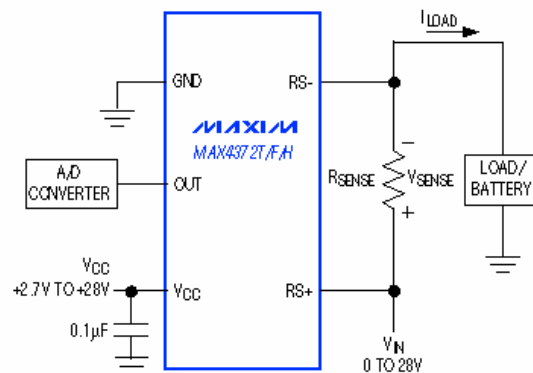 I LOAD
GND
RS-
MAXIM
MAX4372T/F/H
A/D
CONVERTER
OUT
RSENSE
VSENSE
−
+
LOAD/
BATTERY
VCC
+2.7V TO +28V
VCC
RS+
0.1µF
VIN
0 TO 28V